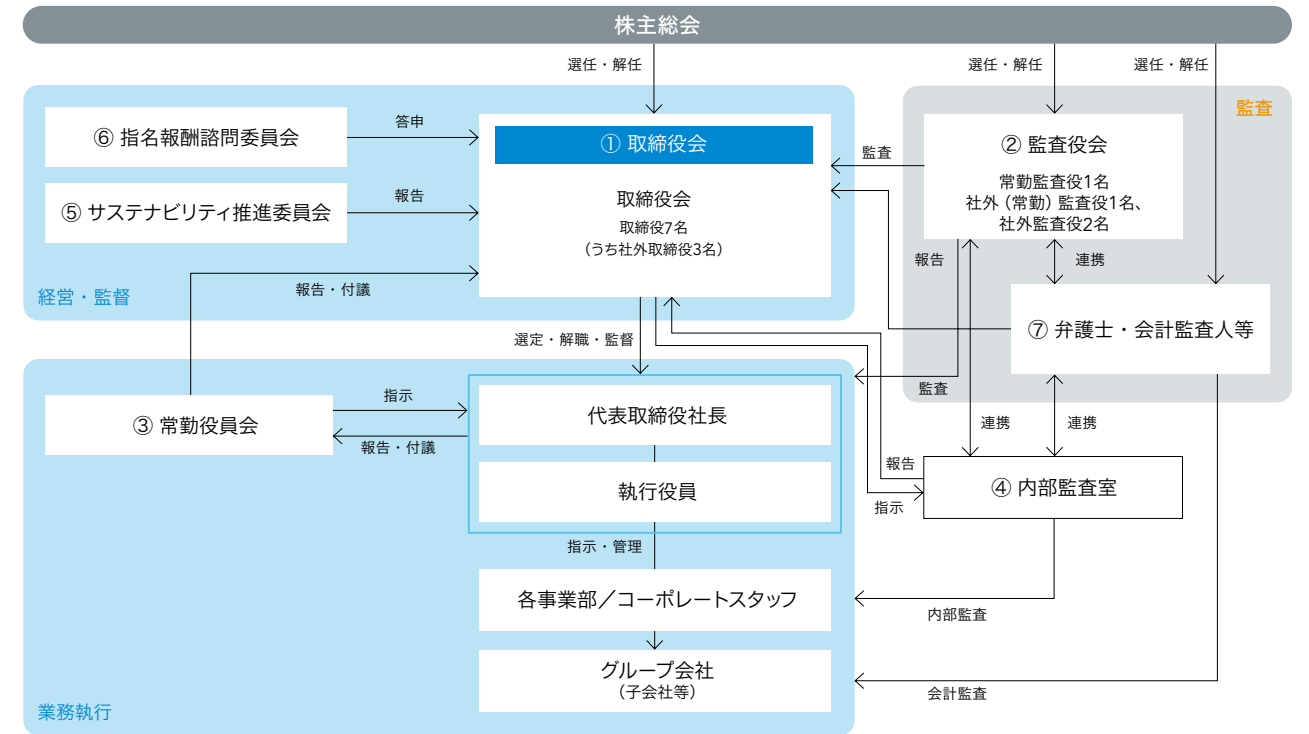 株主総会
選任・解任
選任・解任
選任・解任
監査
⑥ 指名報酬諮問委員会
答申
① 取締役会
取締役会
取締役7名
（うち社外取締役3名）
監査
② 監査役会
常勤監査役1名
社外（常勤）監査役1名、
社外監査役2名
⑤ サステナビリティ推進委員会
報告
報告
連携
経営・監督
報告・付議
⑦ 弁護士・会計監査人等
選定・解職・監督
監査
③ 常勤役員会
指示
報告・付議
代表取締役社長
執行役員
連携
連携
報告
指示
④ 内部監査室
指示・管理
各事業部／コーポレートスタッフ
内部監査
グループ会社
（子会社等）
会計監査
業務執行